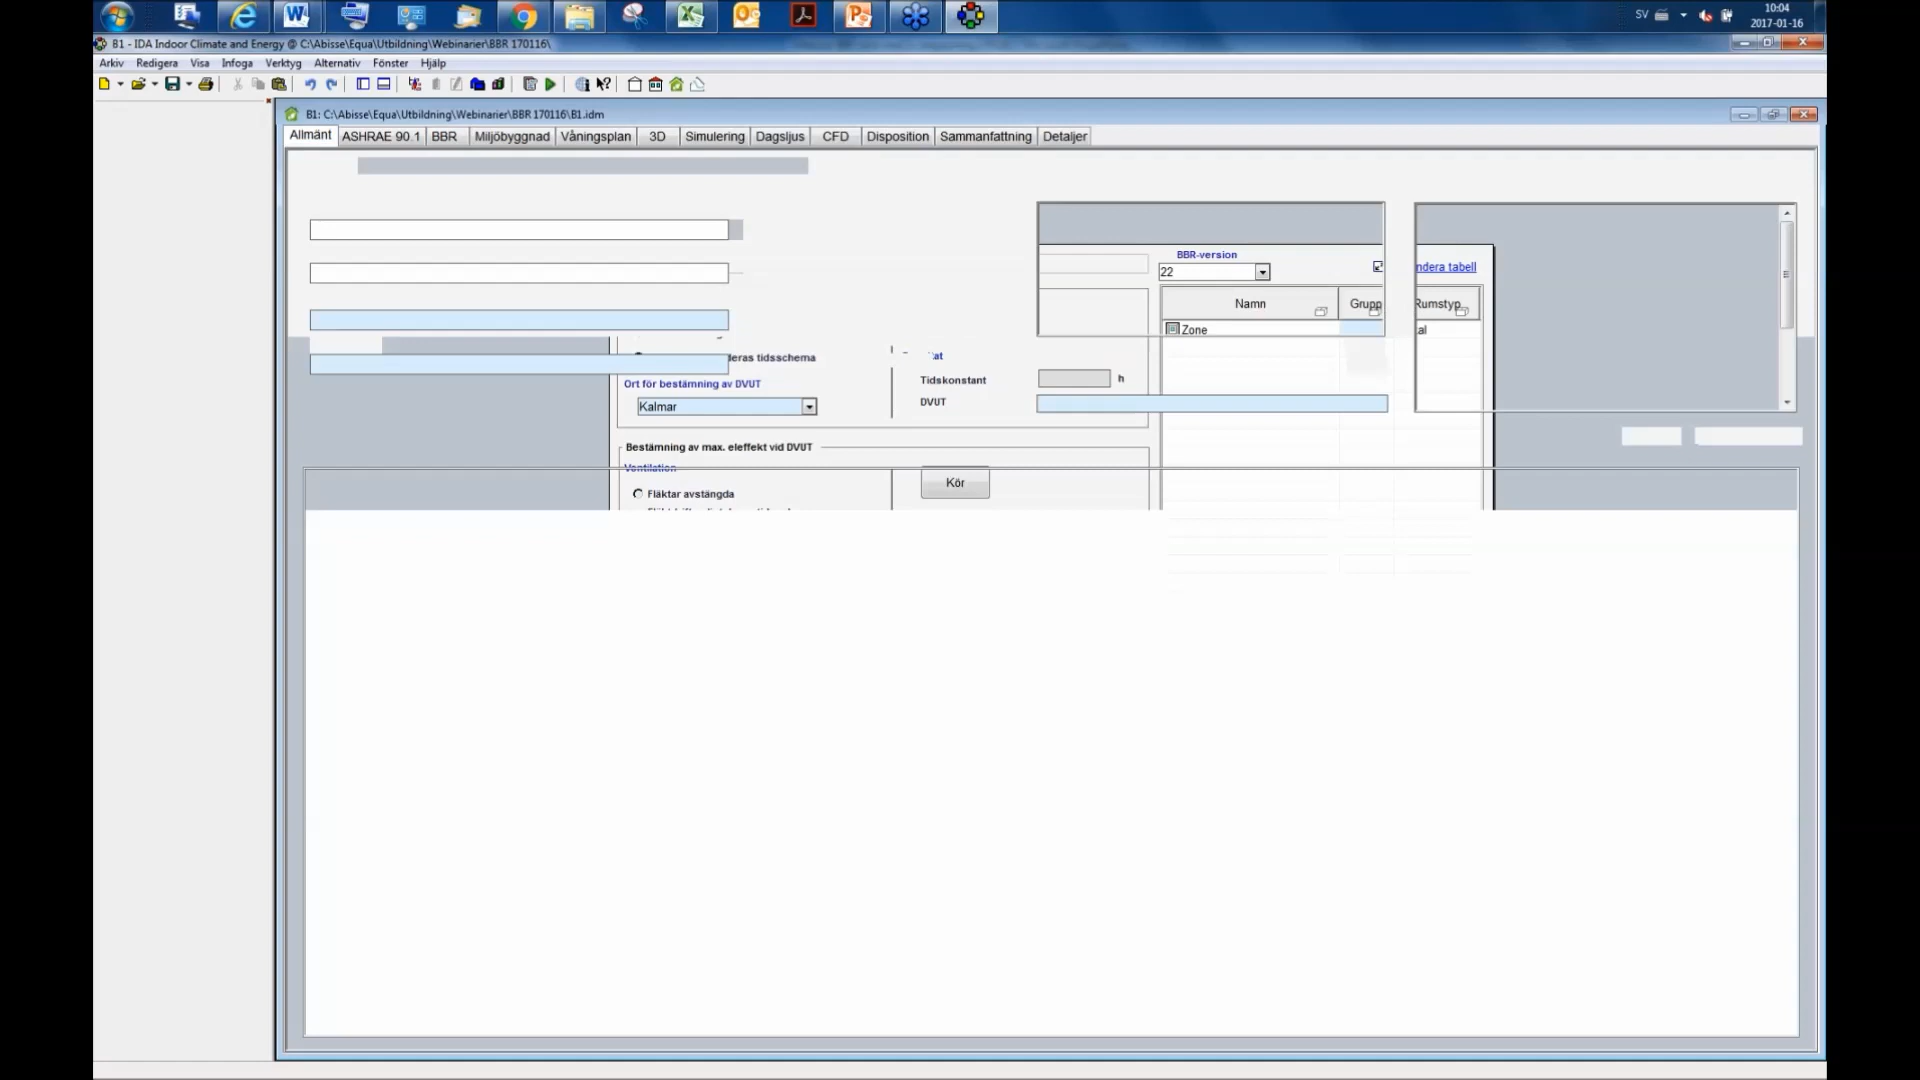 SV
10:04
2017-01-16
B1 - IDA Indoor Climate and Energy @ C:\Abisse\Equa\Utbildning\Webinarier\BBR 170116\
Arkiv Redigera Visa Infoga Verktyg Alternativ Fönster Hjälp
B1: C:\Abisse\Equa\Utbildning\Webinarier\BBR 170116\B1.idm
Allmänt ASHRAE 90.1 BBR Miljöbyggnad Våningsplan 3D Simulering Dagsljus CFD Disposition Sammanfattning Detaljer
BBR-version
22
ndera tabell
Namn Grupp Rumstyp
Zone al
deras tidsschema
tat
Ort för bestämning av DVUT
Tidskonstant h
Kalmar
DVUT
Bestämning av max. eleffekt vid DVUT
Ventilation
Kör
Fläktar avstängda